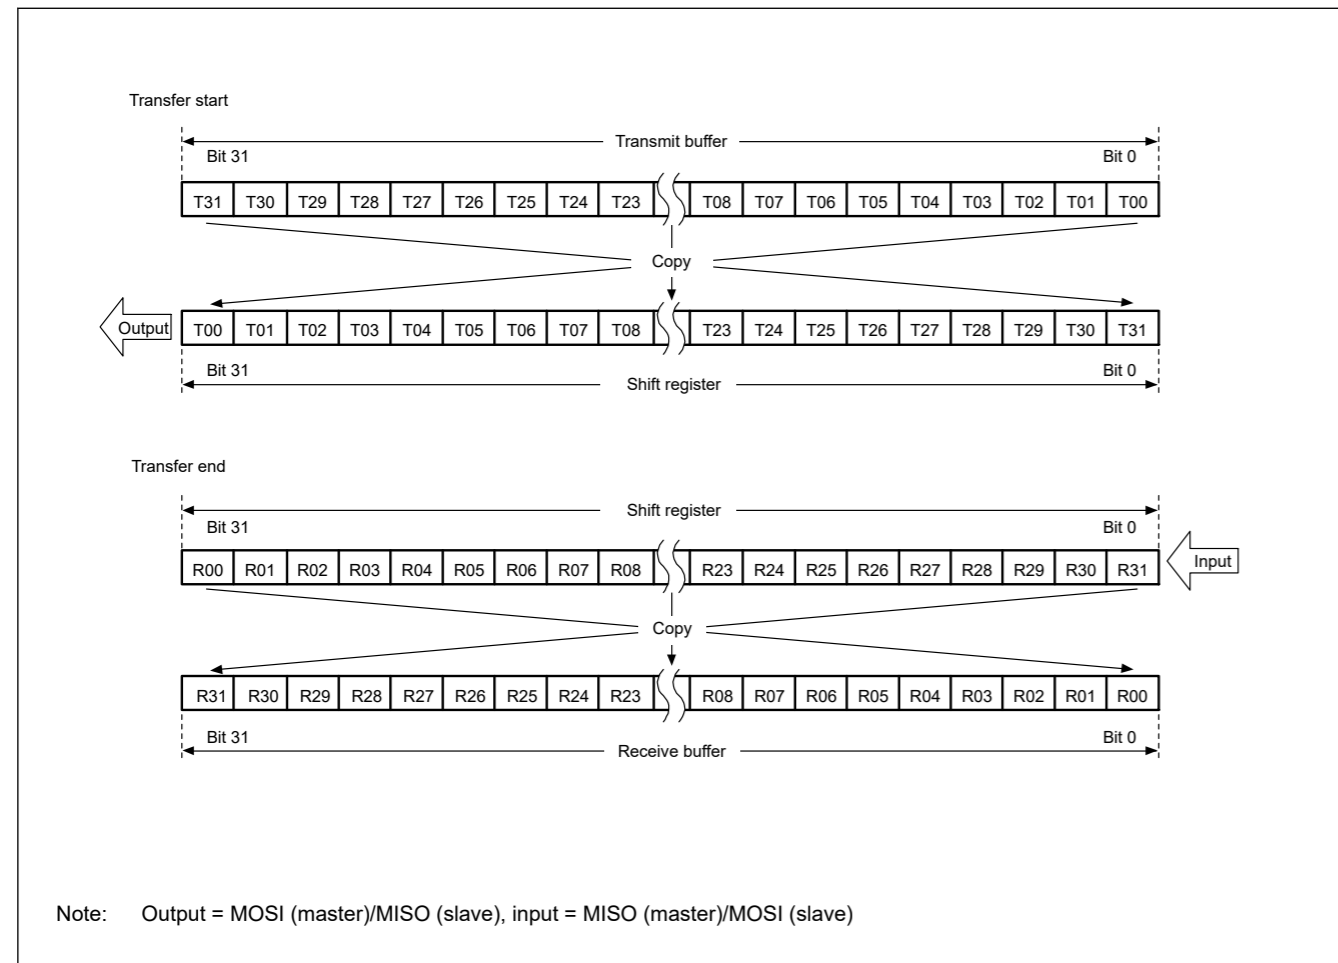 Transfer start
Transmit buffer
Bit 31 Bit 0
T31 T30 T29 T28 T27 T26 T25 T24 T23 T08 T07 T06 T05 T04 T03 T02 T01 T00
Copy
Output T00 T01 T02 T03 T04 T05 T06 T07 T08 T23 T24 T25 T26 T27 T28 T29 T30 T31
Bit 31 Bit 0
Shift register
Transfer end
Shift register
Bit 31 Bit 0
R00 R01 R02 R03 R04 R05 R06 R07 R08 R23 R24 R25 R26 R27 R28 R29 R30 R31 Input
Copy
R31 R30 R29 R28 R27 R26 R25 R24 R23 R08 R07 R06 R05 R04 R03 R02 R01 R00
Bit 31 Bit 0
Receive buffer
Note: Output = MOSI (master)/MISO (slave), input = MISO (master)/MOSI (slave)